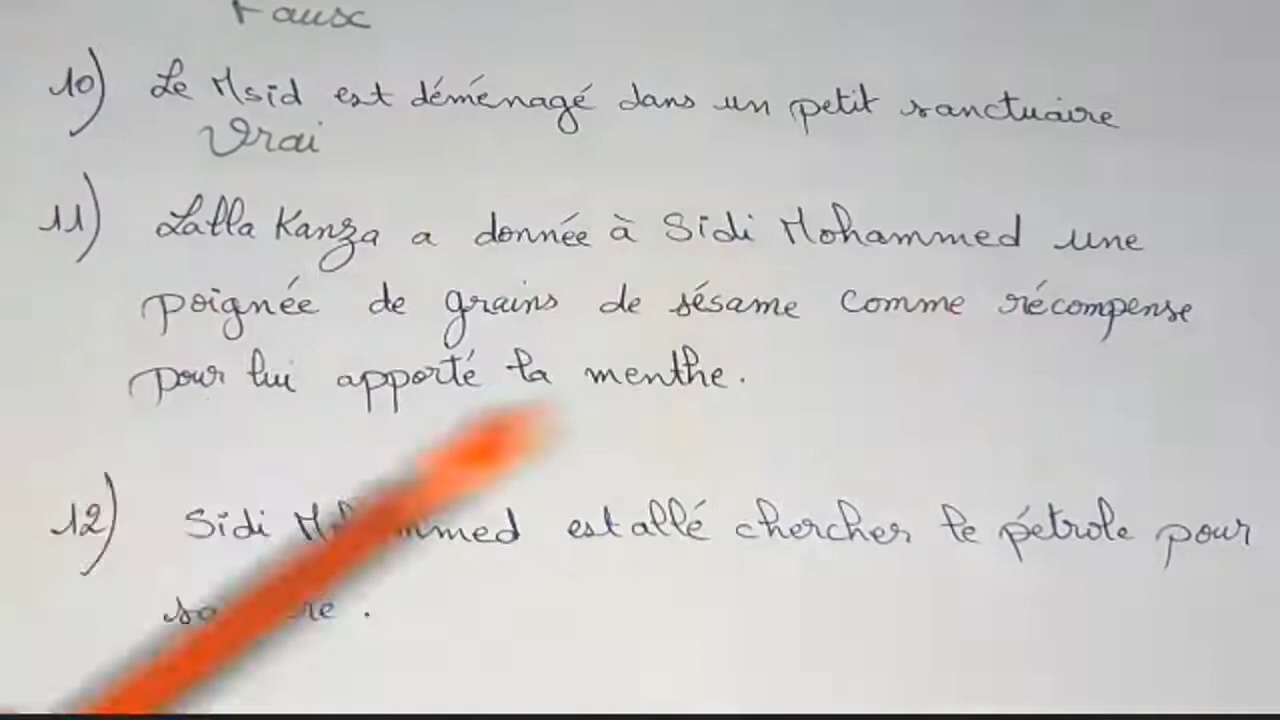 Faux
10) Le Msid est déménagé dans un petit sanctuaire
Vrai
11) Lalla Kanza a donnée à Sidi Mohammed une
poignée de grains de sésame comme récompense
pour lui apporté la menthe.
12) Sidi est allé chercher le pétrole pour